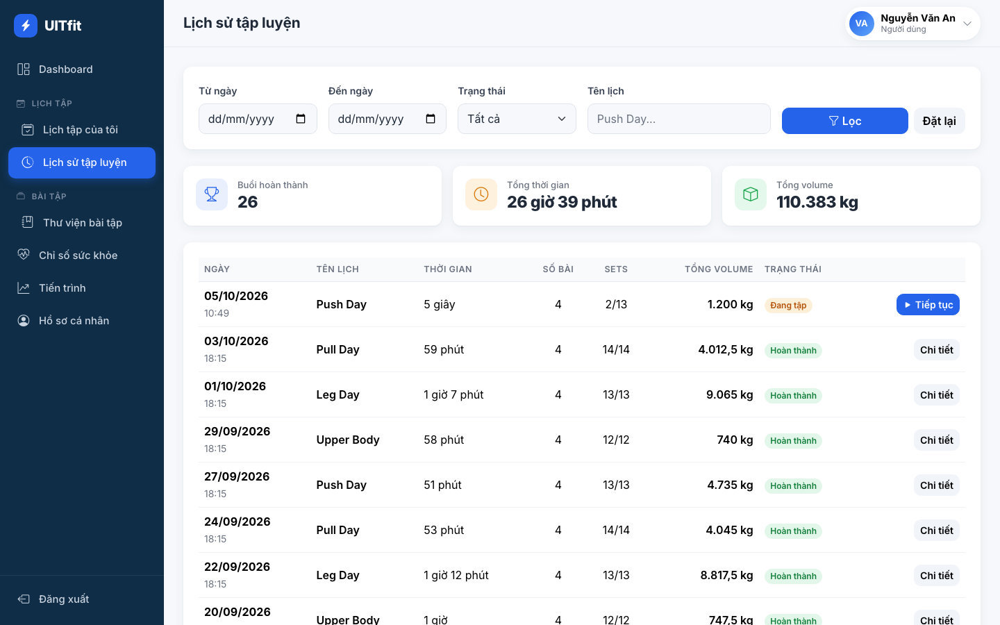 UITfit
Dashboard
LỊCH TẬP
Lịch tập của tôi
Lịch sử tập luyện
BÀI TẬP
Thư viện bài tập
Chỉ số sức khỏe
Tiến trình
Hồ sơ cá nhân
Đăng xuất
Lịch sử tập luyện
VA
Nguyễn Văn An
Người dùng
Từ ngày
Đến ngày
Trạng thái
Tên lịch
dd/mm/yyyy
dd/mm/yyyy
Tất cả
Push Day...
Lọc
Đặt lại
Buổi hoàn thành
26
Tổng thời gian
26 giờ 39 phút
Tổng volume
110.383 kg
NGÀY TÊN LỊCH THỜI GIAN SỐ BÀI SETS TỔNG VOLUME TRẠNG THÁI
05/10/2026
10:49
Push Day 5 giây 4 2/13 1.200 kg Đang tập Tiếp tục
03/10/2026
18:15
Pull Day 59 phút 4 14/14 4.012,5 kg Hoàn thành Chi tiết
01/10/2026
18:15
Leg Day 1 giờ 7 phút 4 13/13 9.065 kg Hoàn thành Chi tiết
29/09/2026
18:15
Upper Body 58 phút 4 12/12 740 kg Hoàn thành Chi tiết
27/09/2026
18:15
Push Day 51 phút 4 13/13 4.735 kg Hoàn thành Chi tiết
24/09/2026
18:15
Pull Day 53 phút 4 14/14 4.045 kg Hoàn thành Chi tiết
22/09/2026
18:15
Leg Day 1 giờ 12 phút 4 13/13 8.817,5 kg Hoàn thành Chi tiết
20/09/2026
Upper Body 1 giờ 4 12/12 747,5 kg Hoàn thành Chi tiết